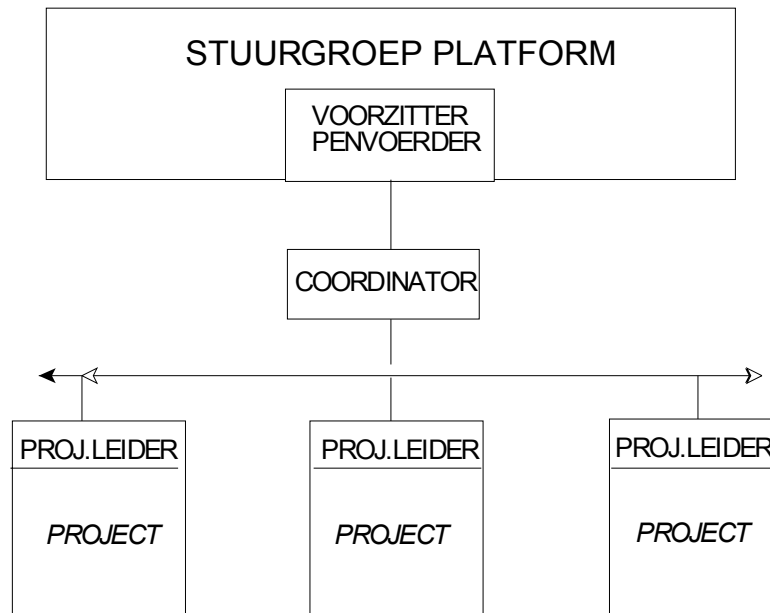 STUURGROEP PLATFORM
VOORZITTER
PENVOERDER
COORDINATOR
PROJ.LEIDER
PROJECT
PROJ.LEIDER
PROJECT
PROJ.LEIDER
PROJECT